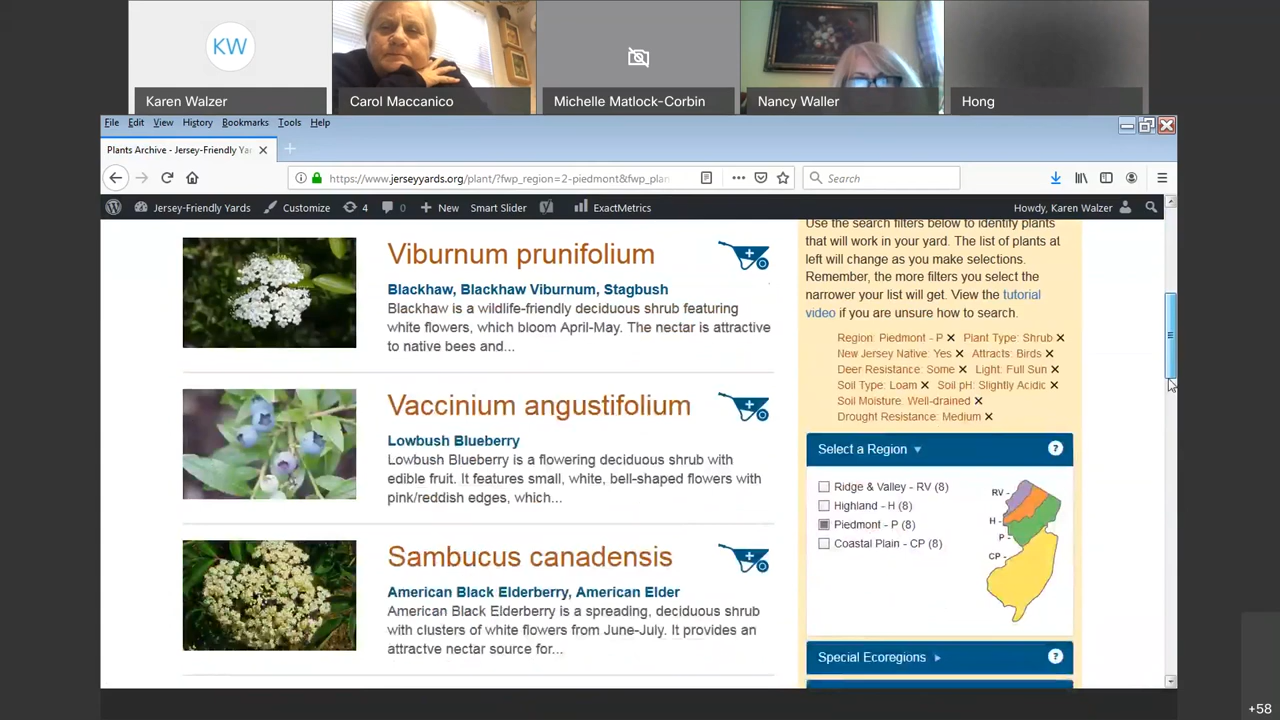 KW
Karen Walzer
Carol Maccanico
Michelle Matlock-Corbin
Nancy Waller
Hong
File Edit View History Bookmarks Tools Help
Plants Archive - Jersey-Friendly Ya
https://www.jerseyyards.org/plant/?fwp_region=2-piedmont&fwp_plan
Search
Jersey-Friendly Yards Customize 4 0 New Smart Slider ExactMetrics Howdy, Karen Walzer
Viburnum prunifolium
Blackhaw, Blackhaw Viburnum, Stagbush
Blackhaw is a wildlife-friendly deciduous shrub featuring
white flowers, which bloom April-May. The nectar is attractive
to native bees and...
Vaccinium angustifolium
Lowbush Blueberry
Lowbush Blueberry is a flowering deciduous shrub with
edible fruit. It features small, white, bell-shaped flowers with
pink/reddish edges, which...
Sambucus canadensis
American Black Elderberry, American Elder
American Black Elderberry is a spreading, deciduous shrub
with clusters of white flowers from June-July. It provides an
attractve nectar source for...
Use the search filters below to identify plants
that will work in your yard. The list of plants at
left will change as you make selections.
Remember, the more filters you select the
narrower your list will get. View the tutorial
video if you are unsure how to search.
Region: Piedmont - P Plant Type: Shrub
New Jersey Native: Yes Attracts: Birds
Deer Resistance: Some Light: Full Sun
Soil Type: Loam Soil pH: Slightly Acidic
Soil Moisture: Well-drained
Drought Resistance: Medium
Select a Region ?
Ridge & Valley - RV (8)
Highland - H (8)
Piedmont - P (8)
Coastal Plain - CP (8)
RV
H
P
CP
Special Ecoregions ?
+58